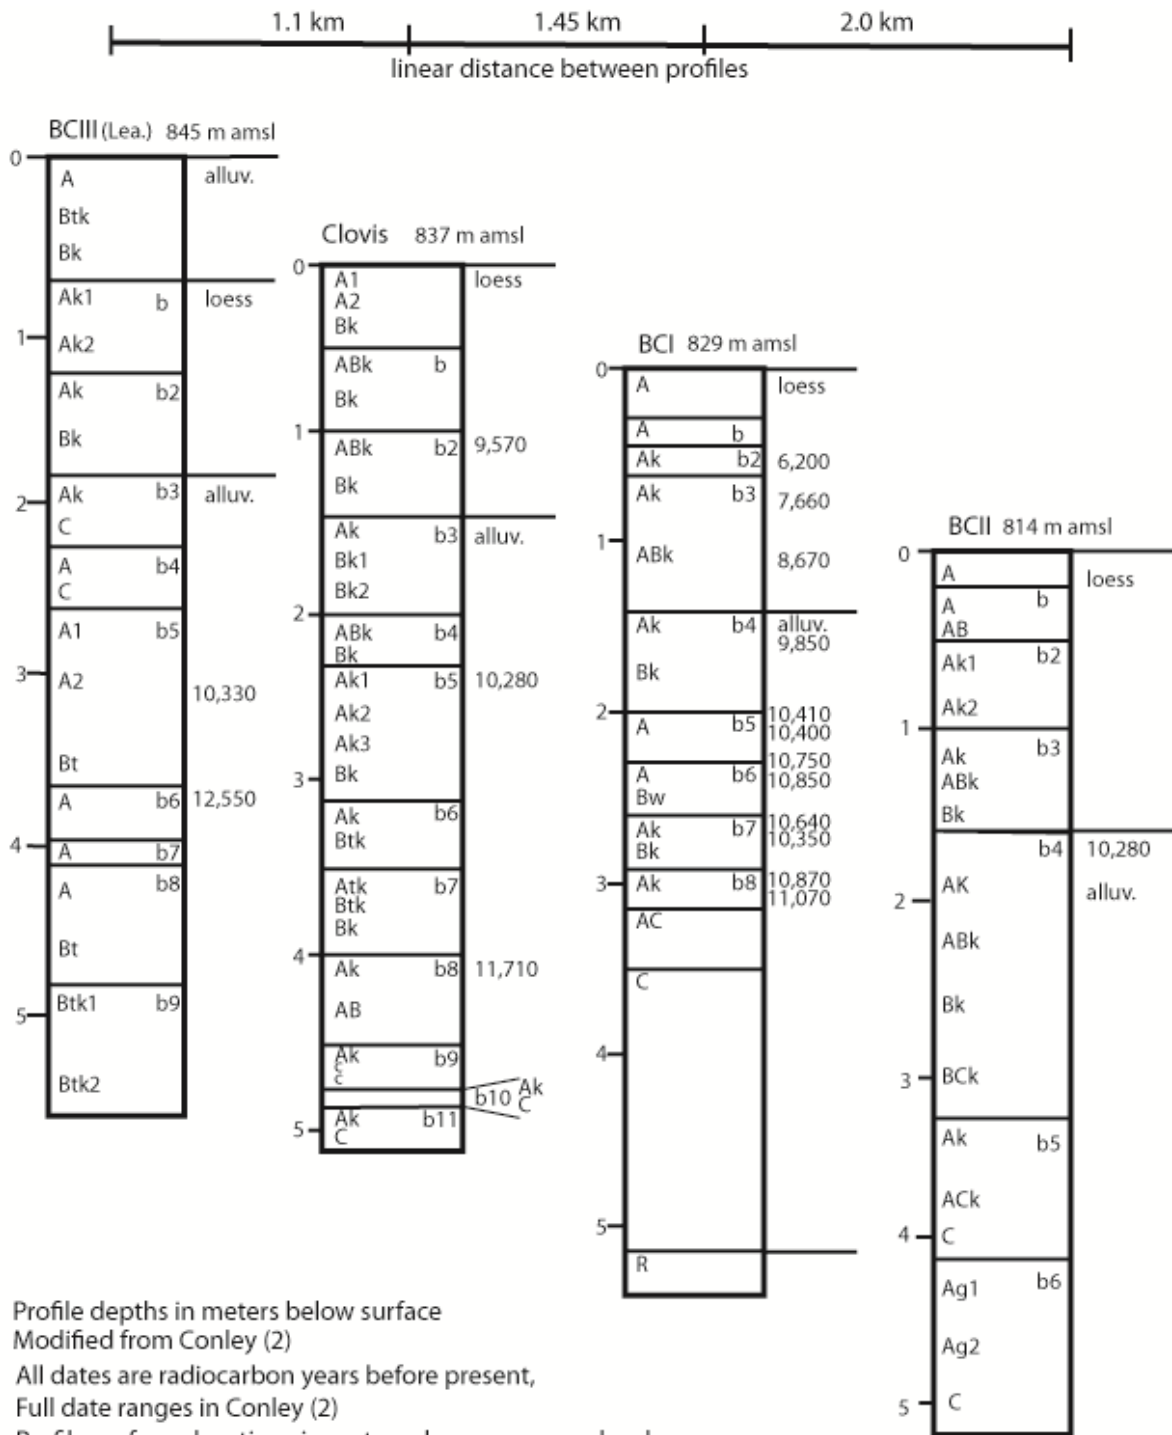 1.1 km 1.45 km 2.0 km
linear distance between profiles
BCIII (Lea.) 845 m amsl
0
alluv.
A
Btk
Bk
Ak1 b loess
1
Ak2
Ak b2
Bk
2
Ak b3 alluv.
C
A b4
C
A1 b5
3
A2
10,330
Bt
A b6 12,550
4
A b7
A b8
Bt
Btk1 b9
5
Btk2
Clovis 837 m amsl
0
A1 loess
A2
Bk
ABk b
Bk
1
ABk b2 9,570
Bk
Ak b3 alluv.
Bk1
Bk2
2
ABk b4
Bk
Ak1 b5 10,280
Ak2
Ak3
Bk
3
Ak b6
Btk
Atk b7
Btk
Bk
4
Ak b8 11,710
AB
Ak b9
c
c
b10 Ak
C
Ak b11
5
C
BCI 829 m amsl
0
A loess
A b
Ak b2 6,200
Ak b3 7,660
1
ABk 8,670
Ak b4 alluv.
9,850
Bk
2
10,410
A b5 10,400
10,750
A b6 10,850
Bw
10,640
Ak b7 10,350
Bk
3
Ak b8 10,870
11,070
AC
C
4
5
R
BCII 814 m amsl
0
A loess
A b
AB
Ak1 b2
Ak2
1
Ak b3
ABk
Bk
b4 10,280
2
AK alluv.
ABk
Bk
3
BCk
Ak b5
ACk
4
C
Ag1 b6
Ag2
5
C
Profile depths in meters below surface
Modified from Conley (2)
All dates are radiocarbon years before present,
Full date ranges in Conley (2)